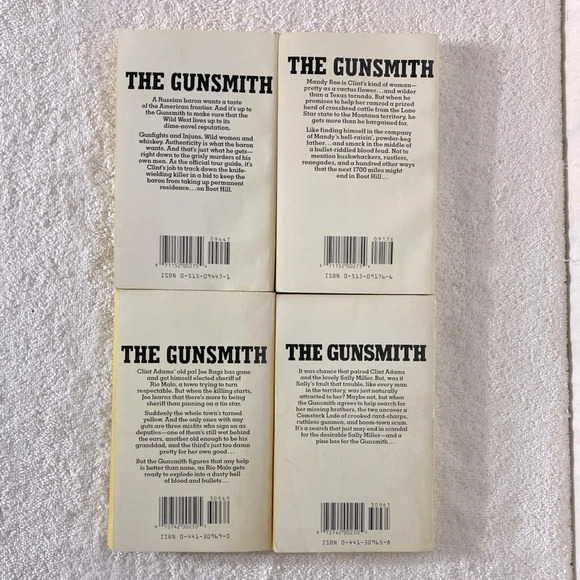 THE GUNSMITH
A Russian baron wants a taste
of the American frontier. And it's up to
the Gunsmith to make sure that the
Wild West lives up to its
dime-novel reputation.
Gunfights and Injuns. Wild women and
whiskey. Authenticity is what the baron
wants. And that's just what he gets—
right down to the grisly murders of his
own men. As the official tour guide, it's
Clint's job to track down the knife-
wielding killer in a bid to keep the
baron from taking up permanent
residence...on Boot Hill.
09447
71152 00275
ISBN 0-515-09447-1
THE GUNSMITH
Mandy Roe is Clint's kind of woman—
pretty as a cactus flower...and wilder
than a Texas tornado. But when he
promises to help her ramrod a prized
herd of crossbred cattle from the Lone
Star state to the Montana territory, he
gets more than he bargained for.
Like finding himself in the company
of Mandy's hell-raisin', powder-keg
father...and smack in the middle of
a bullet-riddled blood feud. Not to
mention bushwhackers, rustlers,
renegades, and a hundred other ways
that the next 1700 miles might
end in Boot Hill...
09176
71152 00275
ISBN 0-515-09176-6
THE GUNSMITH
Clint Adams' old pal Joe Bags has gone
and got himself elected sheriff of
Rio Malo, a town trying to turn
respectable. But when the killing starts,
Joe learns that there's more to being
sheriff than pinning on a tin star.
Suddenly the whole town's turned
yellow. And the only ones with any
guts are three misfits who sign on as
deputies—one of them's still wet behind
the ears, another old enough to be his
granddad, and the third's just too damn
pretty for her own good...
But the Gunsmith figures that any help
is better than none, as Rio Malo gets
ready to explode into a dusty hell
of blood and bullets...
30969
72742 00250
ISBN 0-441-30969-0
THE GUNSMITH
It was chance that paired Clint Adams
and the lovely Sally Miller. But, was it
Sally's fault that trouble, like every man
in the territory, was just naturally
attracted to her? Maybe not, but when
the Gunsmith agrees to help search for
her missing brothers, the two uncover a
Comstock Lode of crooked card-sharps,
ruthless gunmen, and boom-town scum.
It's a search that just may end in scandal
for the desirable Sally Miller—and a
pine box for the Gunsmith...
30965
72742 00250
ISBN 0-441-30965-8